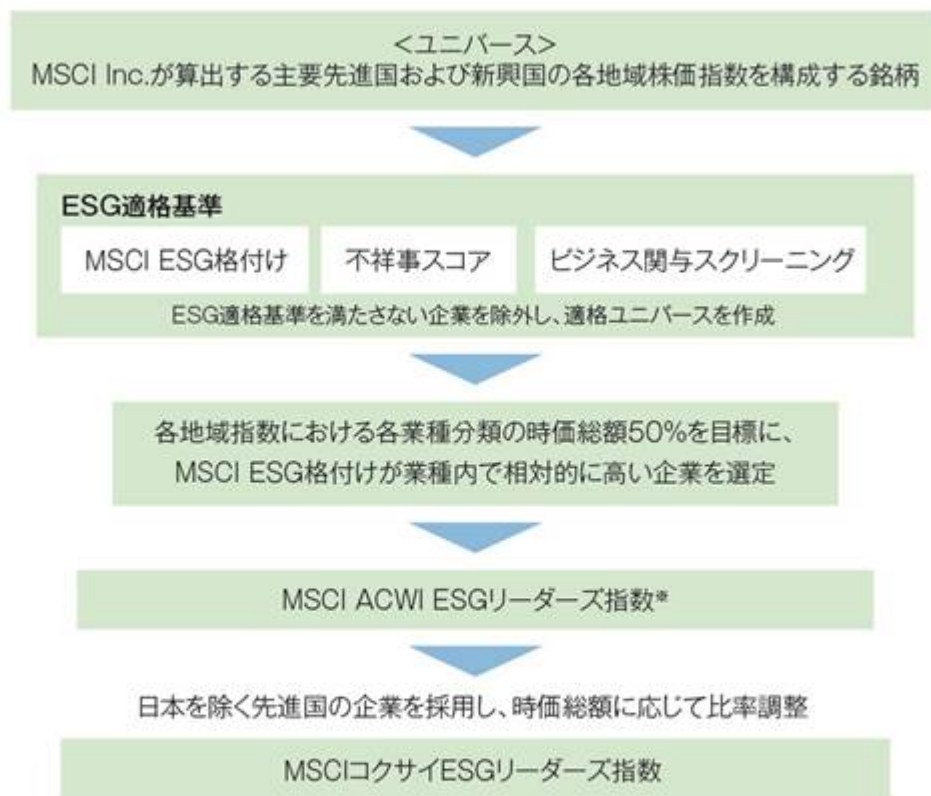 <ユニバース>
MSCI Inc.が算出する主要先進国および新興国の各地域株価指数を構成する銘柄
ESG適格基準
MSCI ESG格付け
不祥事スコア
ビジネス関与スクリーニング
ESG適格基準を満たさない企業を除外し、適格ユニバースを作成
各地域指数における各業種分類の時価総額50%を目標に、
MSCI ESG格付けが業種内で相対的に高い企業を選定
MSCI ACWI ESGリーダーズ指数※
日本を除く先進国の企業を採用し、時価総額に応じて比率調整
MSCIコクサイESGリーダーズ指数